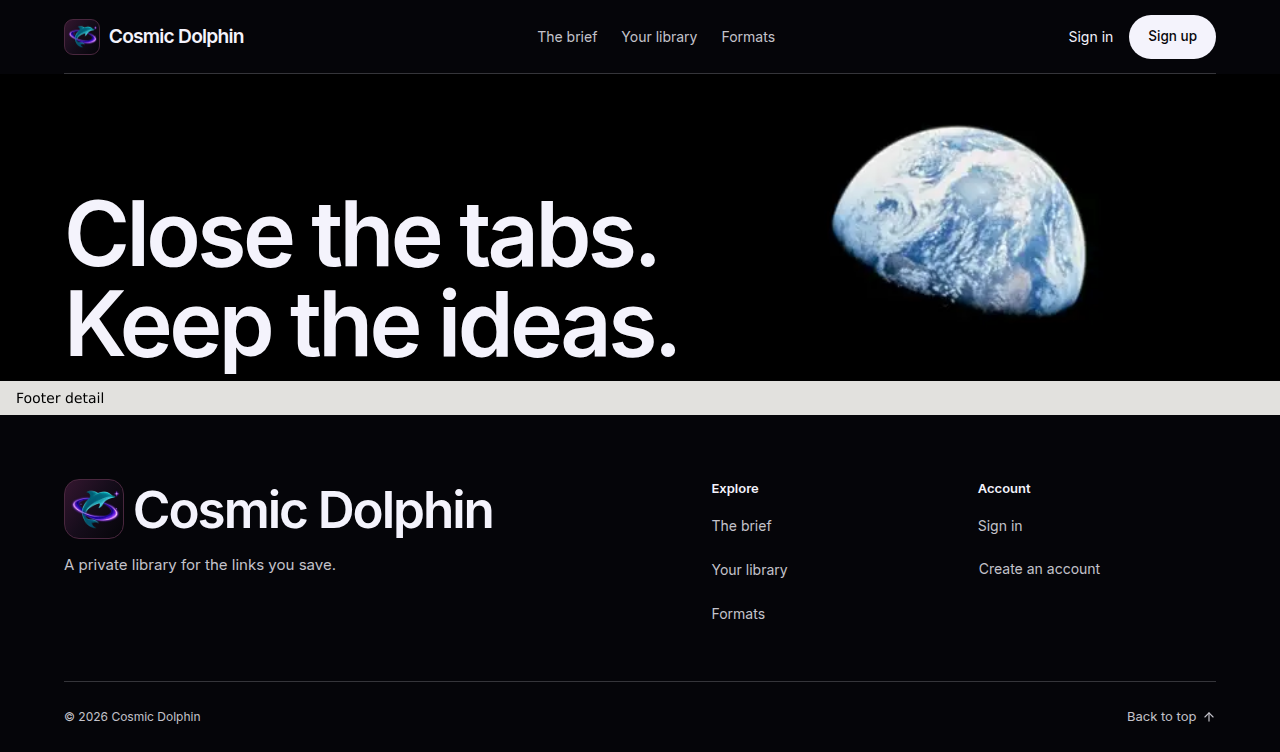 Cosmic Dolphin
The brief
Your library
Formats
Sign in
Sign up
Close the tabs.
Keep the ideas.
Footer detail
Cosmic Dolphin
A private library for the links you save.
Explore
The brief
Your library
Formats
Account
Sign in
Create an account
© 2026 Cosmic Dolphin
Back to top ↑